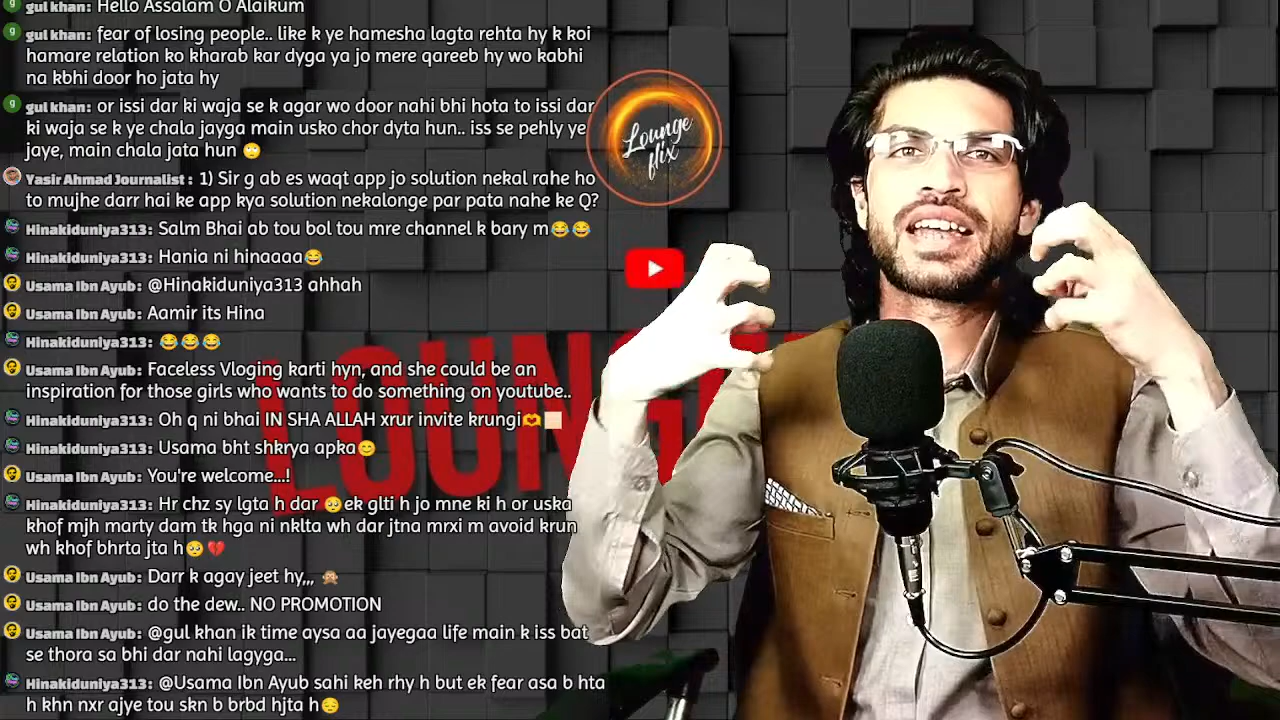 gul khan: Hello Assalam O Alaikum
gul khan: fear of losing people.. like k ye hamesha lagta rehta hy k koi
hamare relation ko kharab kar dyga ya jo mere qareeb hy wo kabhi
na kbhi door ho jata hy
gul khan: or issi dar ki waja se k agar wo door nahi bhi hota to issi dar
ki waja se k ye chala jayga main usko chor dyta hun.. iss se pehly ye
jaye, main chala jata hun 🙄
Yasir Ahmad Journalist : 1) Sir g ab es waqt app jo solution nekal rahe ho
to mujhe darr hai ke app kya solution nekalonge par pata nahe ke Q?
Hinakiduniya313: Salm Bhai ab tou bol tou mre channel k bary m😂😂
Hinakiduniya313: Hania ni hinaaaa😂
Usama Ibn Ayub: @Hinakiduniya313 ahhah
Usama Ibn Ayub: Aamir its Hina
Hinakiduniya313: 😂😂😂
Usama Ibn Ayub: Faceless Vloging karti hyn, and she could be an
inspiration for those girls who wants to do something on youtube..
Hinakiduniya313: Oh q ni bhai IN SHA ALLAH xrur invite krungi🫶🏻
Hinakiduniya313: Usama bht shkrya apka😊
Usama Ibn Ayub: You're welcome...!
Hinakiduniya313: Hr chz sy lgta h dar 🥺ek glti h jo mne ki h or uska
khof mjh marty dam tk hga ni nklta wh dar jtna mrxi m avoid krun
wh khof bhrta jta h🥺💔
Usama Ibn Ayub: Darr k agay jeet hy,,, 🙈
Usama Ibn Ayub: do the dew.. NO PROMOTION
Usama Ibn Ayub: @gul khan ik time aysa aa jayegaa life main k iss bat
se thora sa bhi dar nahi lagyga...
Hinakiduniya313: @Usama Ibn Ayub sahi keh rhy h but ek fear asa b hta
h khn nxr ajye tou skn b brbd hjta h😔
Lounge
flix
LOUNGE